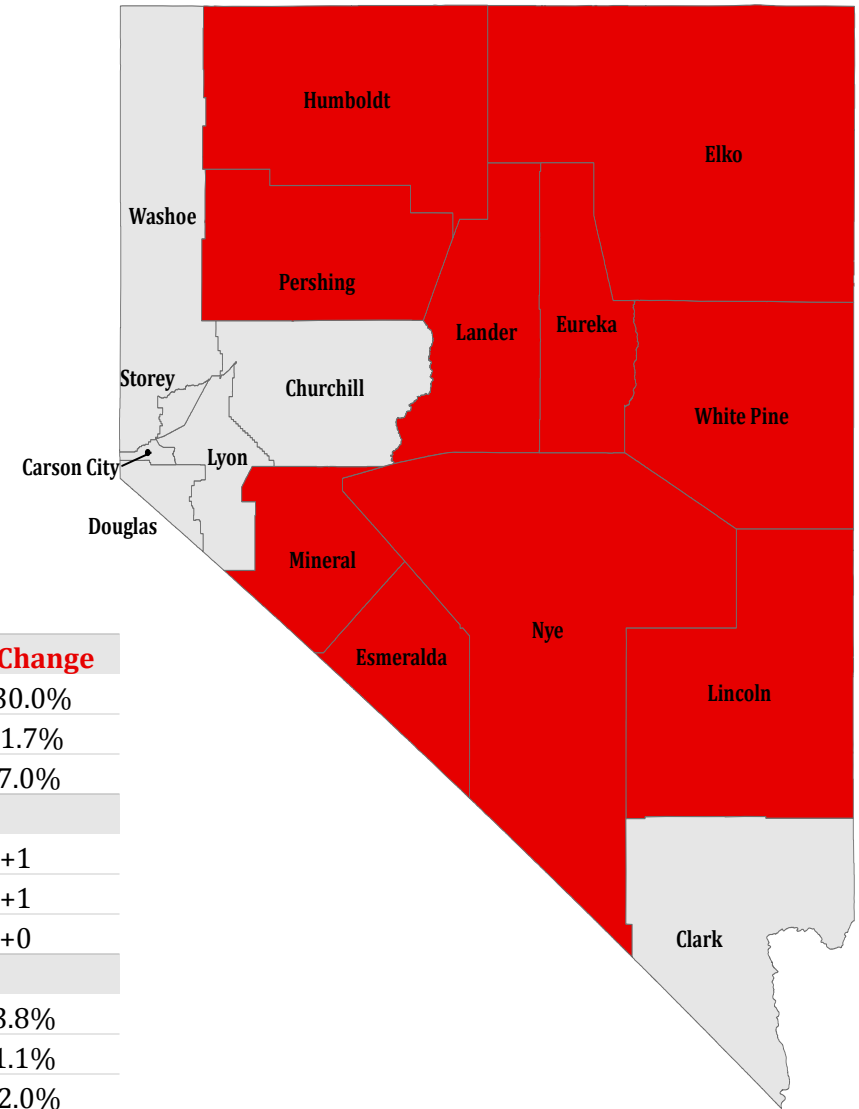 Humboldt
Elko
Washoe
Pershing
Lander
Eureka
Storey
Churchill
White Pine
Lyon
Carson City
Douglas
Mineral
Nye
Esmeralda
Lincoln
Clark
Change
30.0%
1.7%
7.0%
+1
+1
+0
3.8%
1.1%
2.0%